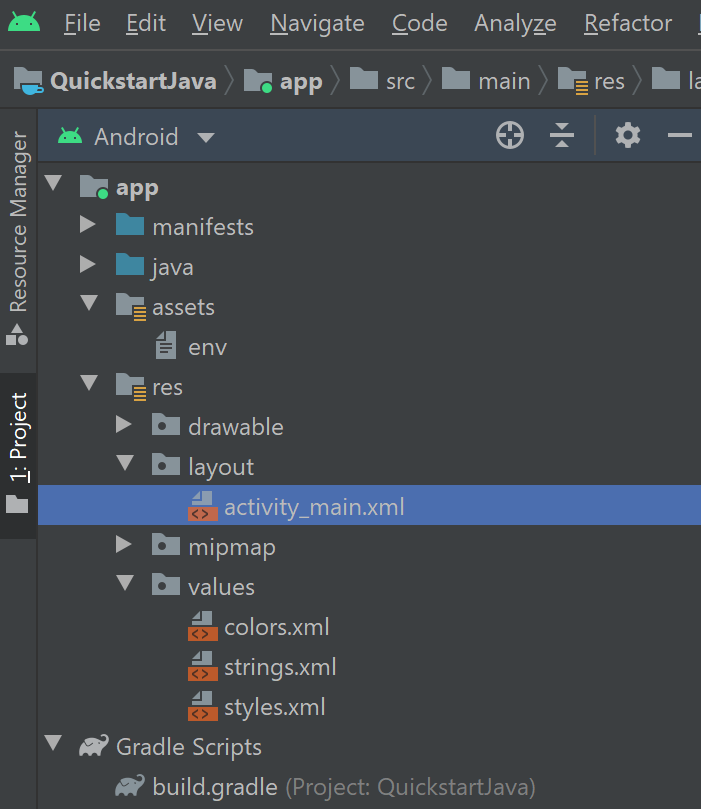 File Edit View Navigate Code Analyze Refactor
QuickstartJava app src main res
Android
Resource Manager
1: Project
app
manifests
java
assets
env
res
drawable
layout
activity_main.xml
mipmap
values
colors.xml
strings.xml
styles.xml
Gradle Scripts
build.gradle (Project: QuickstartJava)